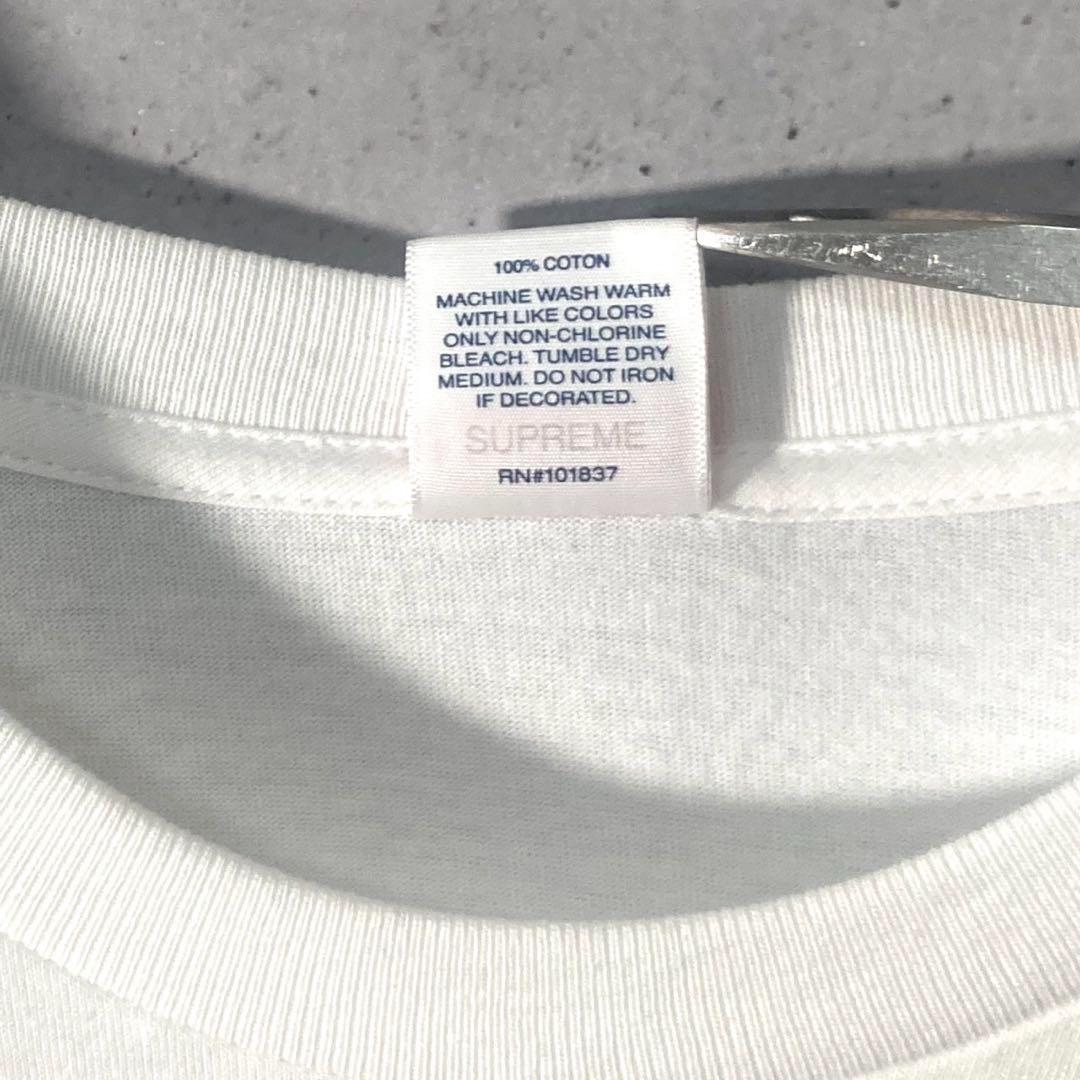 100% COTON
MACHINE WASH WARM
WITH LIKE COLORS
ONLY NON-CHLORINE
BLEACH. TUMBLE DRY
MEDIUM. DO NOT IRON
IF DECORATED.
SUPREME
RN#101837